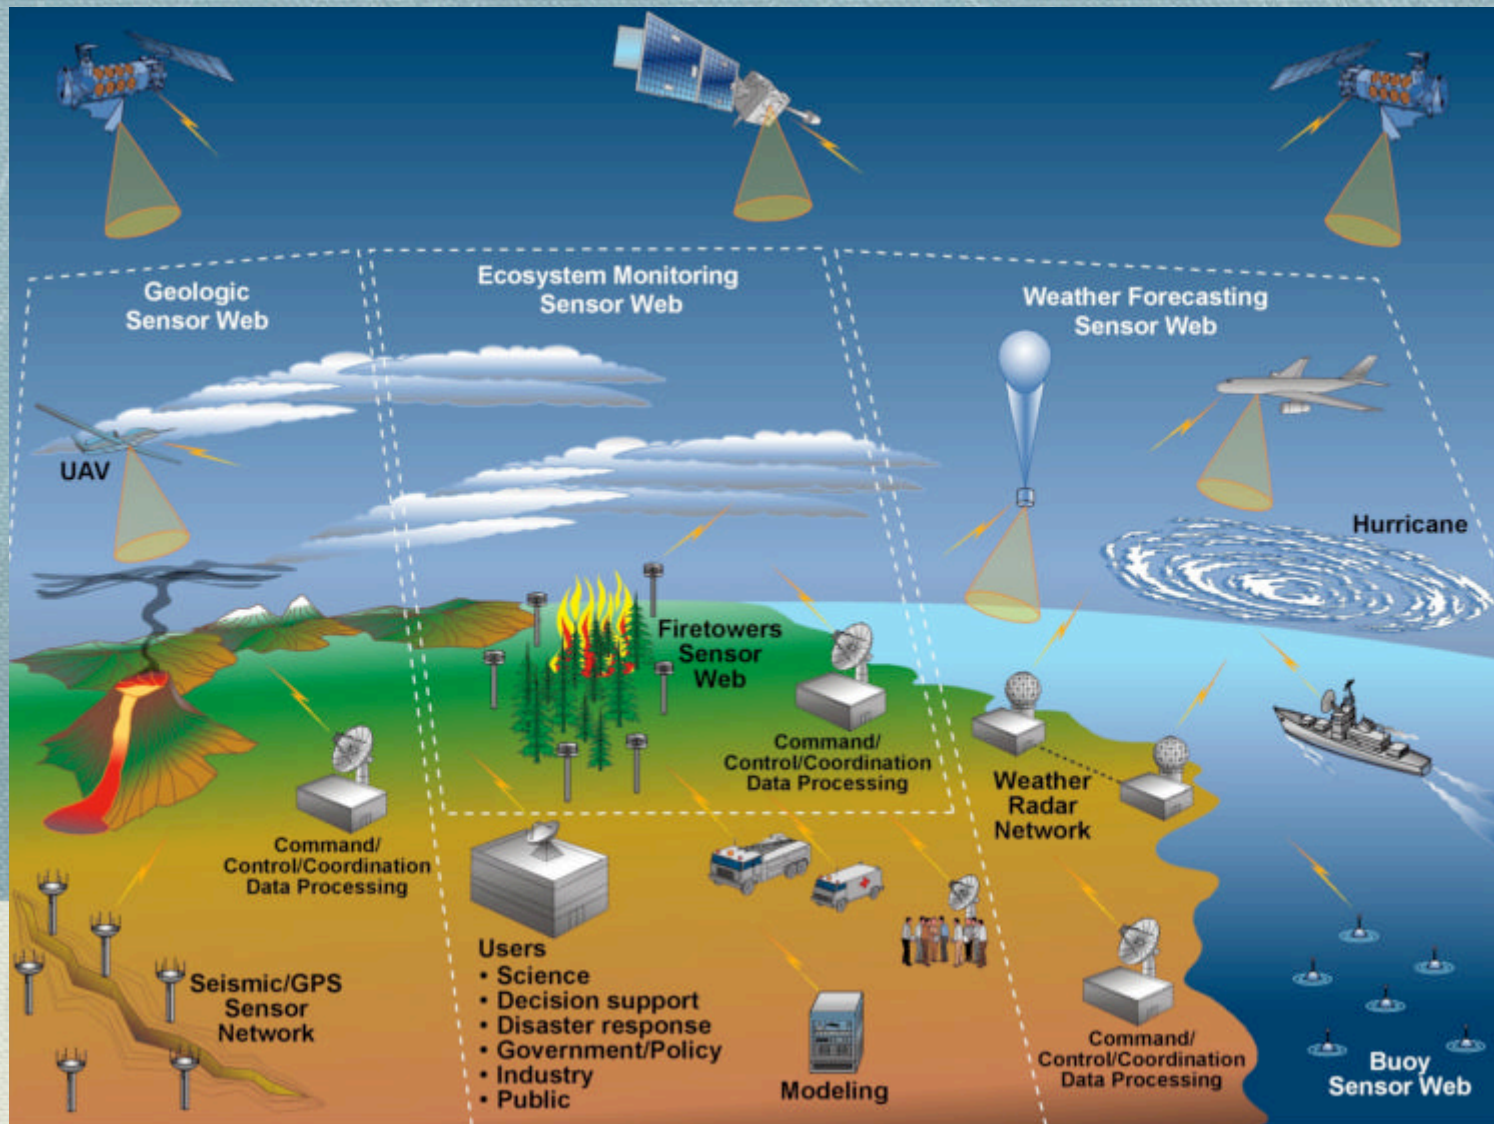 Geologic
Sensor Web
Ecosystem Monitoring
Sensor Web
Weather Forecasting
Sensor Web
UAV
Hurricane
Firetowers
Sensor
Web
Command/
Control/Coordination
Data Processing
Weather
Radar
Network
Command/
Control/Coordination
Data Processing
Seismic/GPS
Sensor
Network
Users
• Science
• Decision support
• Disaster response
• Government/Policy
• Industry
• Public
Modeling
Command/
Control/Coordination
Data Processing
Buoy
Sensor Web